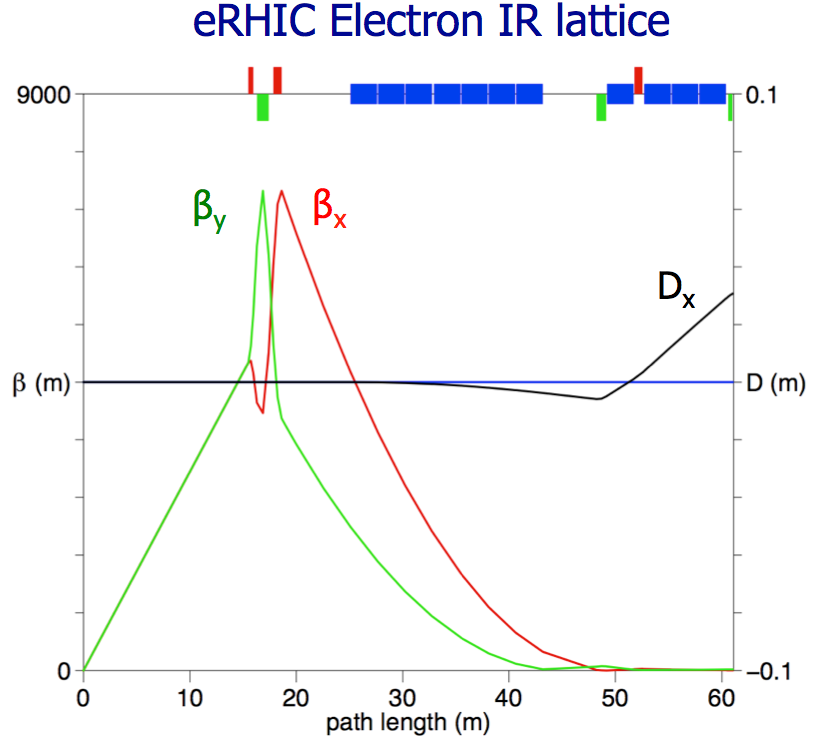 eRHIC Electron IR lattice
9000
0.1
βy
βx
Dx
β (m)
D (m)
0
−0.1
0 10 20 30 40 50 60
path length (m)